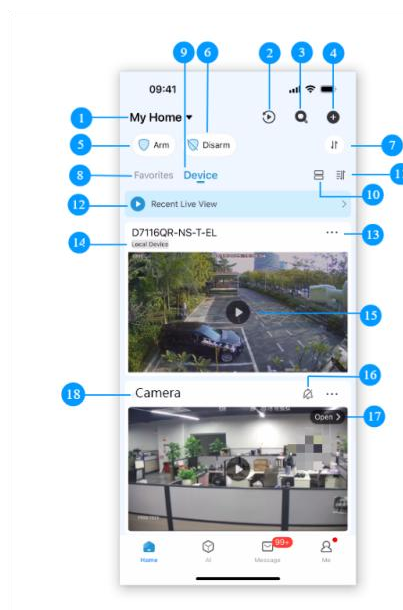 9
6
2
3
4
09:41
1
My Home
5
Arm
Disarm
7
8
Favorites
Device
10
11
12
Recent Live View
D7116QR-NS-T-EL
13
14
Local Device
15
16
18
Camera
Open
17
Home
AI
Message
99+
Me